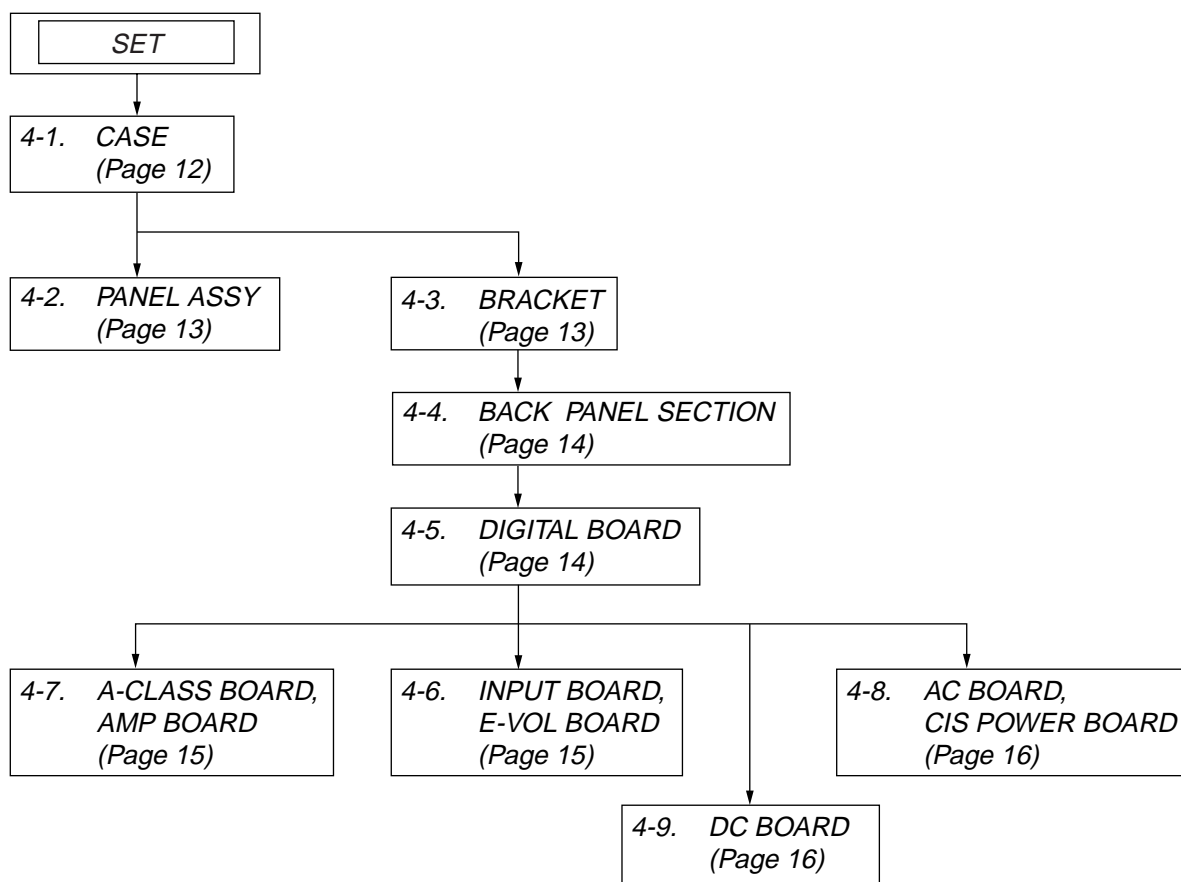 SET
4-1. CASE
(Page 12)
4-2. PANEL ASSY
(Page 13)
4-3. BRACKET
(Page 13)
4-4. BACK PANEL SECTION
(Page 14)
4-5. DIGITAL BOARD
(Page 14)
4-7. A-CLASS BOARD,
AMP BOARD
(Page 15)
4-6. INPUT BOARD,
E-VOL BOARD
(Page 15)
4-8. AC BOARD,
CIS POWER BOARD
(Page 16)
4-9. DC BOARD
(Page 16)